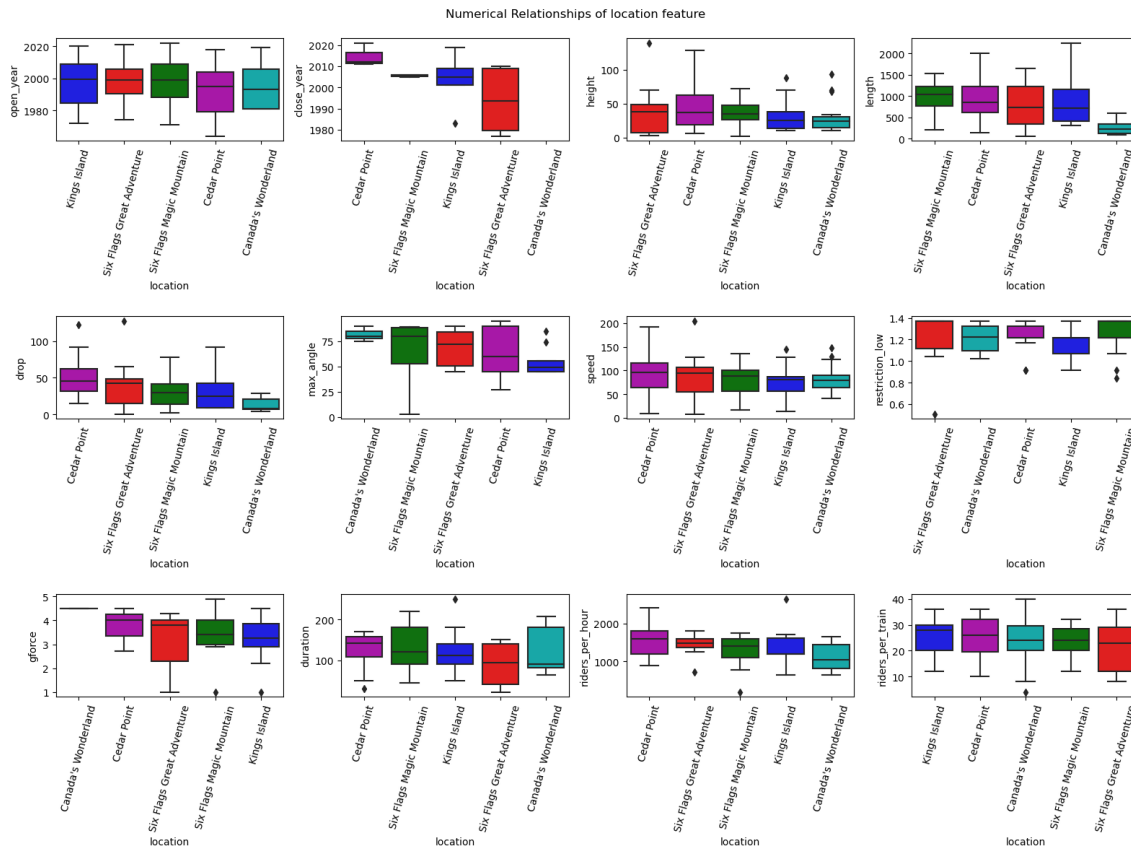 Numerical Relationships of location feature
open_year
2020
2000
1980
Kings Island
Six Flags Great Adventure
Six Flags Magic Mountain
Cedar Point
Canada's Wonderland
location
close_year
2020
2010
2000
1990
1980
Cedar Point
Six Flags Magic Mountain
Kings Island
Six Flags Great Adventure
Canada's Wonderland
location
height
100
50
0
Six Flags Great Adventure
Cedar Point
Six Flags Magic Mountain
Kings Island
Canada's Wonderland
location
length
2000
1500
1000
500
0
Six Flags Magic Mountain
Cedar Point
Six Flags Great Adventure
Kings Island
Canada's Wonderland
location
drop
100
50
0
Cedar Point
Six Flags Great Adventure
Six Flags Magic Mountain
Kings Island
Canada's Wonderland
location
max_angle
75
50
25
0
Canada's Wonderland
Six Flags Magic Mountain
Six Flags Great Adventure
Cedar Point
Kings Island
location
speed
200
150
100
50
0
Cedar Point
Six Flags Great Adventure
Six Flags Magic Mountain
Kings Island
Canada's Wonderland
location
restriction_low
1.4
1.2
1.0
0.8
0.6
Six Flags Great Adventure
Canada's Wonderland
Cedar Point
Kings Island
Six Flags Magic Mountain
location
gforce
5
4
3
2
1
Canada's Wonderland
Cedar Point
Six Flags Great Adventure
Six Flags Magic Mountain
Kings Island
location
duration
200
100
Cedar Point
Six Flags Magic Mountain
Kings Island
Six Flags Great Adventure
Canada's Wonderland
location
riders_per_hour
2000
1000
Cedar Point
Six Flags Great Adventure
Six Flags Magic Mountain
Kings Island
Canada's Wonderland
location
riders_per_train
40
30
20
10
Kings Island
Cedar Point
Canada's Wonderland
Six Flags Magic Mountain
Six Flags Great Adventure
location